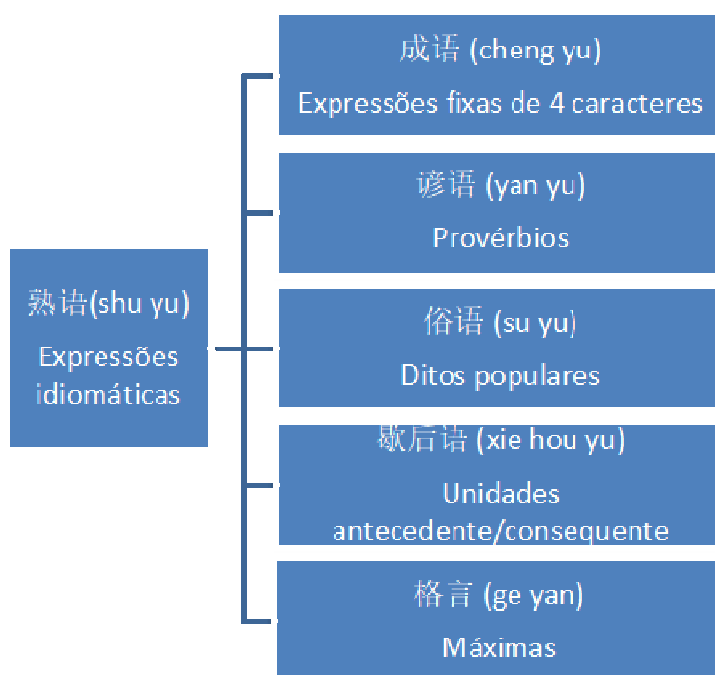 熟语(shu yu)
Expressões
idiomáticas
成语 (cheng yu)
Expressões fixas de 4 caracteres
谚语 (yan yu)
Provérbios
俗语 (su yu)
Ditos populares
歇后语 (xie hou yu)
Unidades
antecedente/consequente
格言 (ge yan)
Máximas